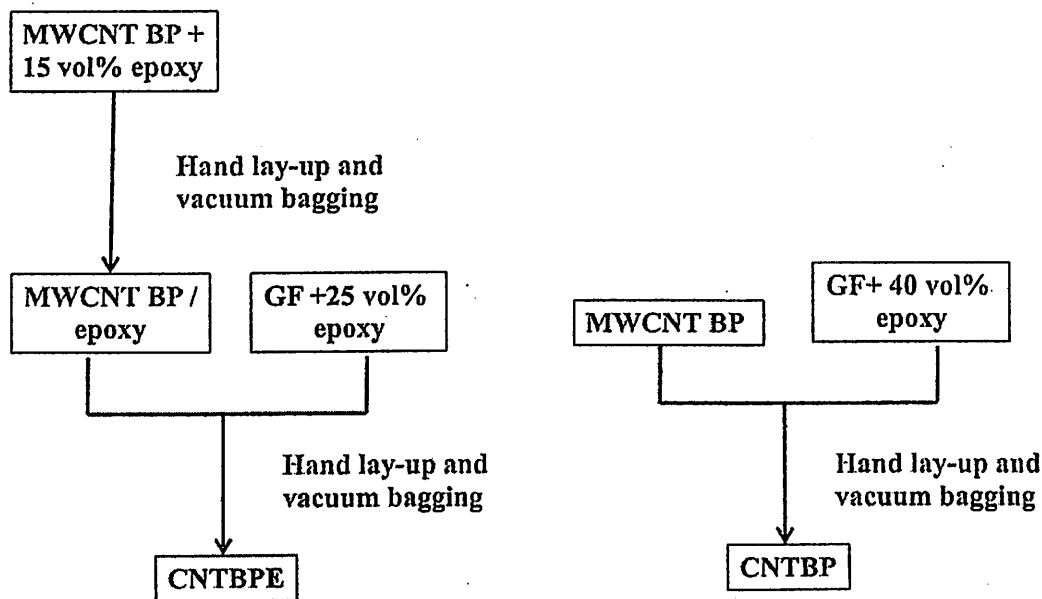 MWCNT BP +
15 vol% epoxy
Hand lay-up and
vacuum bagging
MWCNT BP /
epoxy
GF +25 vol%
epoxy
Hand lay-up and
vacuum bagging
CNTBPE
MWCNT BP
GF+ 40 vol%
epoxy
Hand lay-up and
vacuum bagging
CNTBP